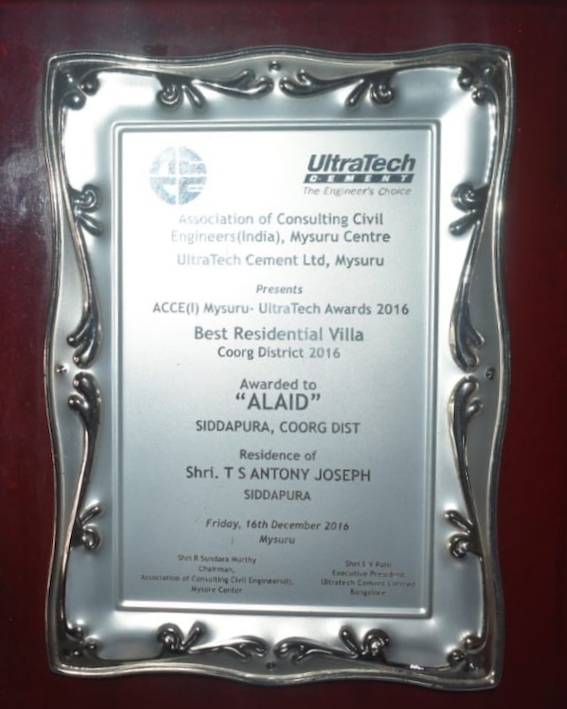 UltraTech
CEMENT
The Engineer's Choice
Association of Consulting Civil
Engineers(India), Mysuru Centre
UltraTech Cement Ltd, Mysuru
Presents
ACCE(I) Mysuru- UltraTech Awards 2016
Best Residential Villa
Coorg District 2016
Awarded to
“ALAID”
SIDDAPURA, COORG DIST
Residence of
Shri. T S ANTONY JOSEPH
SIDDAPURA
Friday, 16th December 2016
Mysuru
Shri R Sundara Murthy
Chairman,
Association of Consulting Civil Engineers(I),
Mysore Center
Shri S V Patil
Executive President
Ultratech Cement Limited
Bangalore